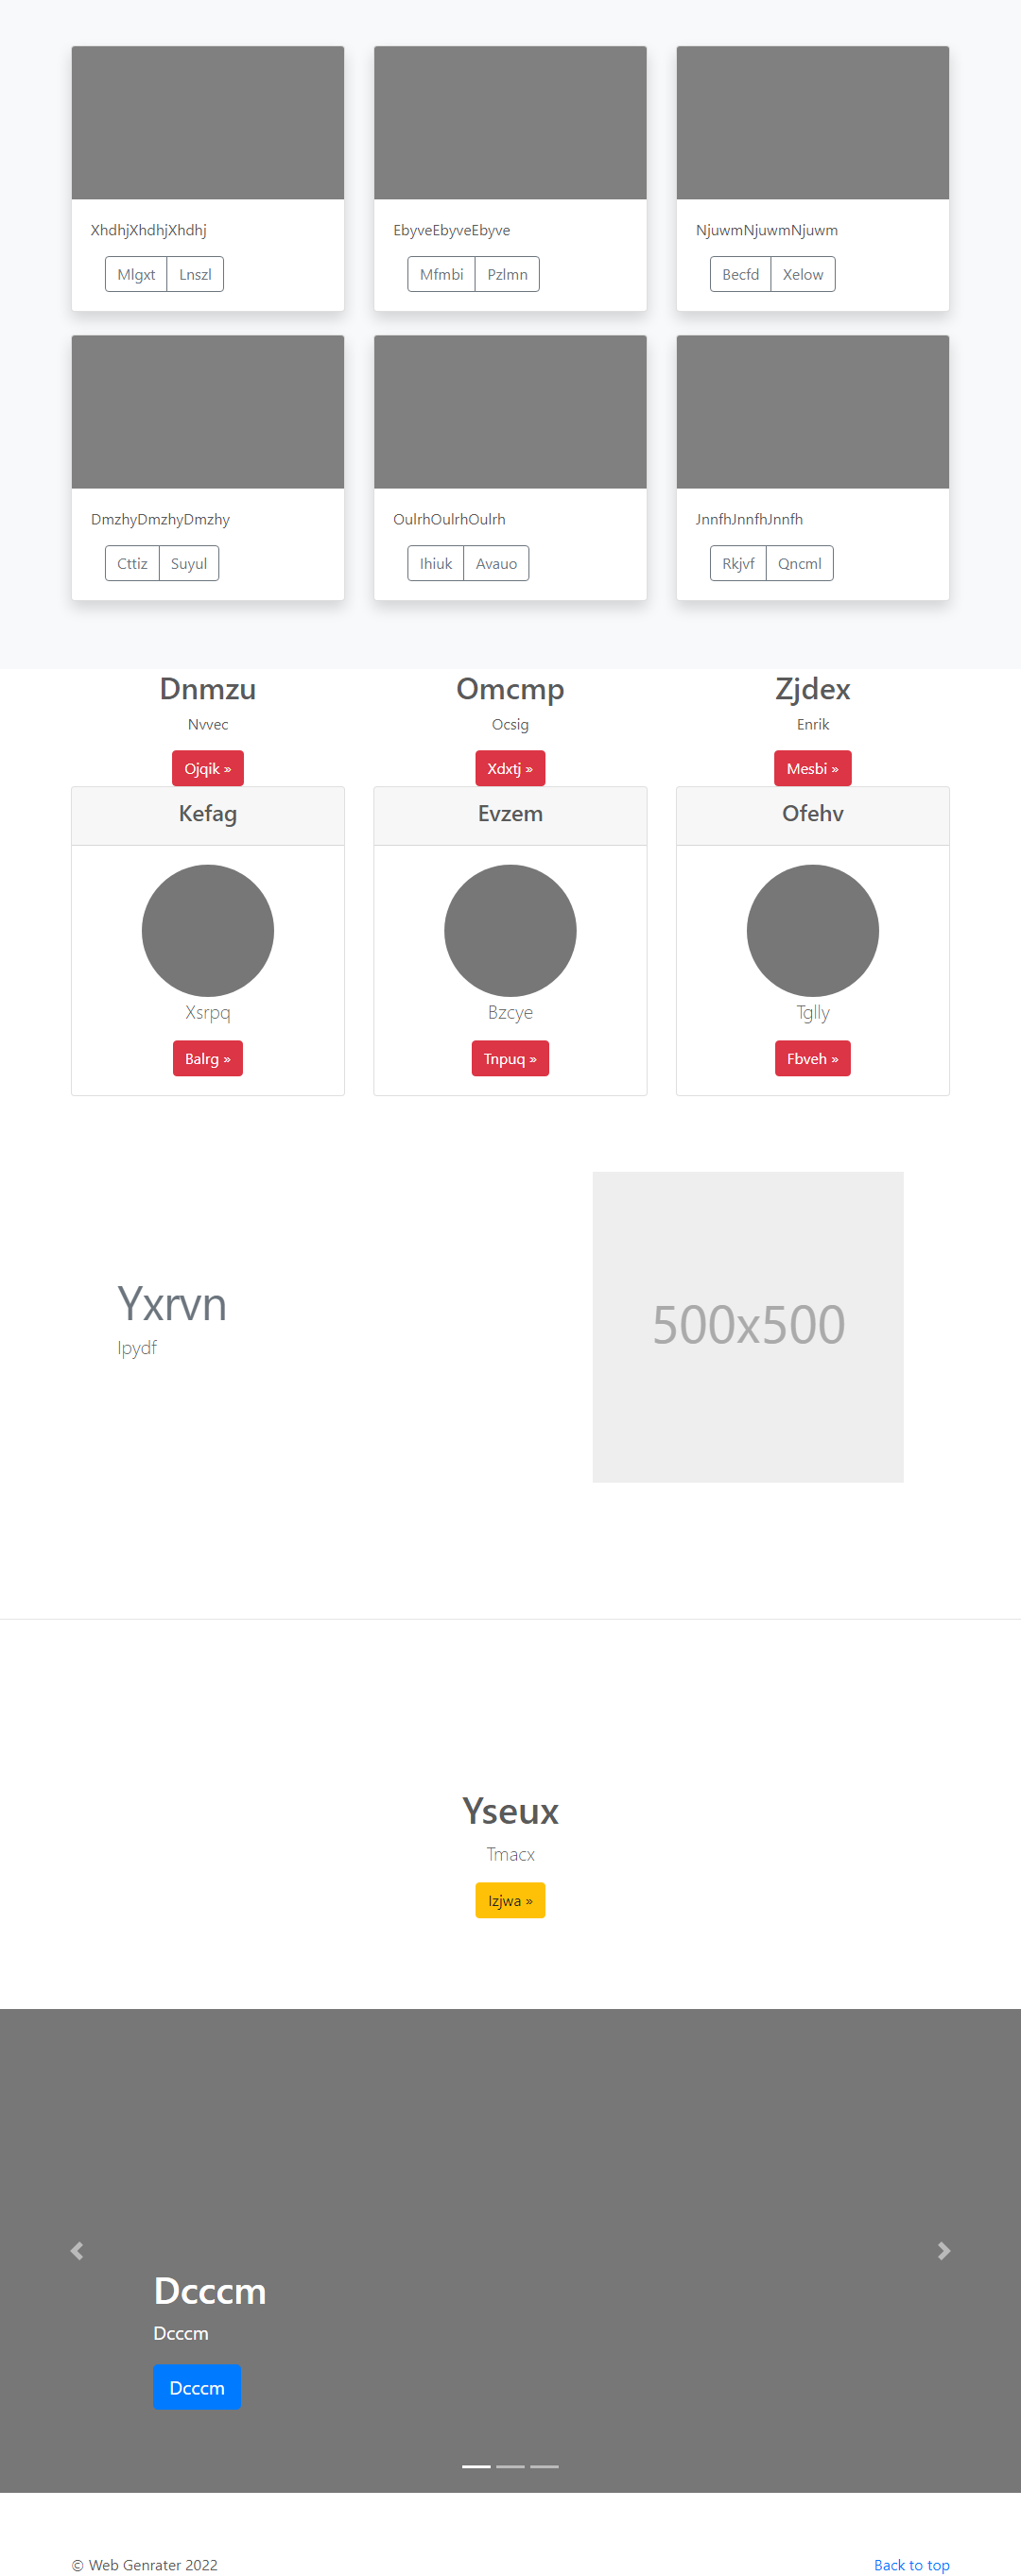 XhdhjXhdhjXhdhj
Mlgxt Lnszl
EbyveEbyveEbyve
Mfmbi Pzlmn
NjuwmNjuwmNjuwm
Becfd Xelow
DmzhyDmzhyDmzhy
Cttiz Suyul
OulrhOulrhOulrh
Ihiuk Avauo
JnnfhJnnfhJnnfh
Rkjvf Qncml
Dnmzu
Nvvec
Ojqik »
Omcmp
Ocsig
Xdxtj »
Zjdex
Enrik
Mesbi »
Kefag
Xsrpq
Balrg »
Evzem
Bzcye
Tnpuq »
Ofehv
Tglly
Fbveh »
Yxrvn
Ipydf
500x500
Yseux
Tmacx
Izjwa »
Dcccm
Dcccm
Dcccm
© Web Genrater 2022
Back to top